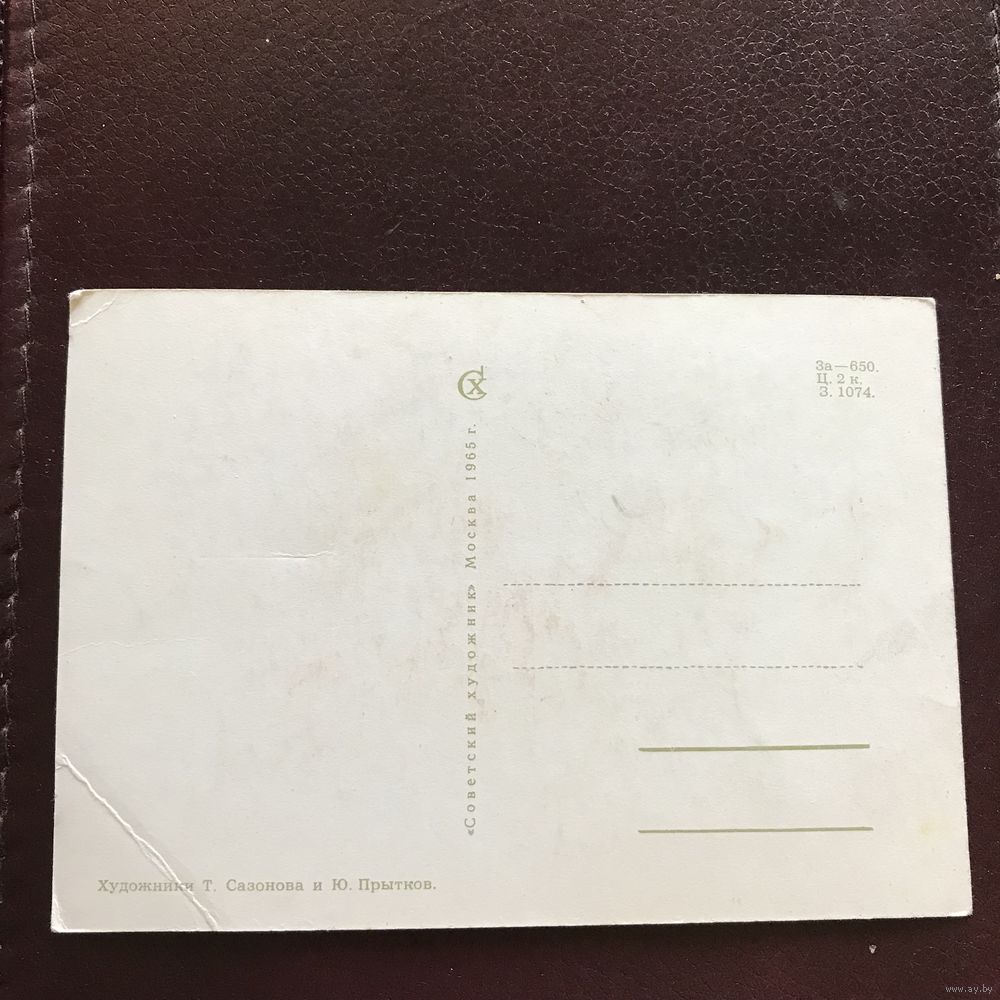 СХ
За—650.
Ц. 2 к.
З. 1074.
«Советский художник» Москва 1965 г.
Художники Т. Сазонова и Ю. Прытков.
www.ay.by